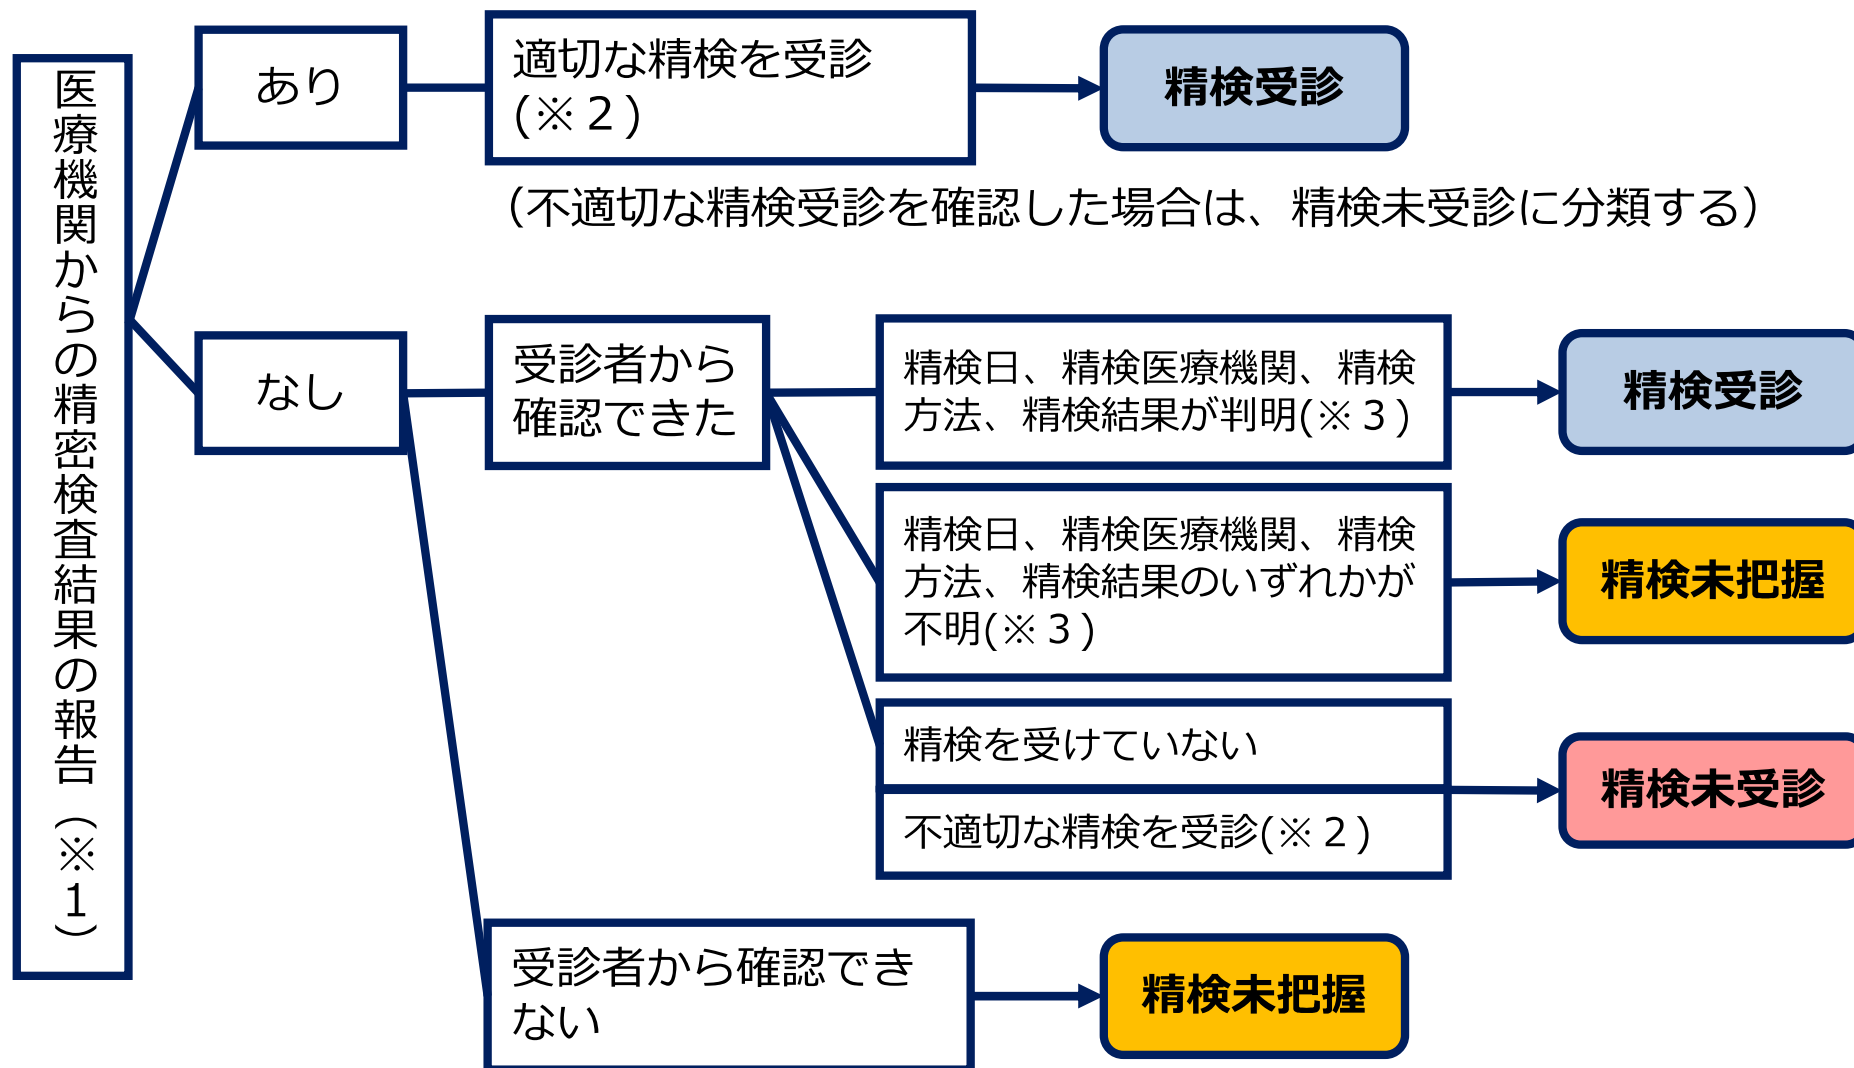 医療機関からの精密検査結果の報告（※１）
あり
適切な精検を受診
(※２)
精検受診
（不適切な精検受診を確認した場合は、精検未受診に分類する）
なし
受診者から
確認できた
精検日、精検医療機関、精検
方法、精検結果が判明(※３)
精検受診
精検日、精検医療機関、精検
方法、精検結果のいずれかが
不明(※３)
精検未把握
精検を受けていない
不適切な精検を受診(※２)
精検未受診
受診者から確認でき
ない
精検未把握